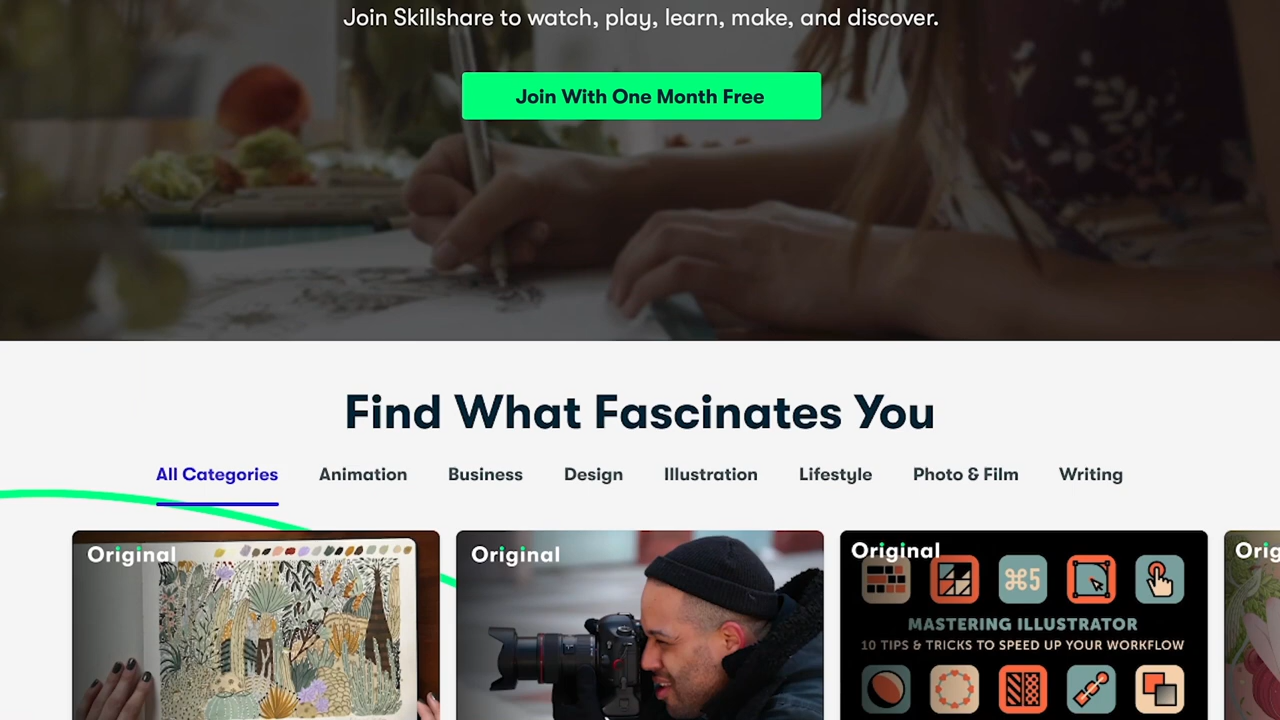 Join Skillshare to watch, play, learn, make, and discover.
Join With One Month Free
Find What Fascinates You
All Categories Animation Business Design Illustration Lifestyle Photo & Film Writing
Original Original Original
⌘5
MASTERING ILLUSTRATOR
10 TIPS & TRICKS TO SPEED UP YOUR WORKFLOW